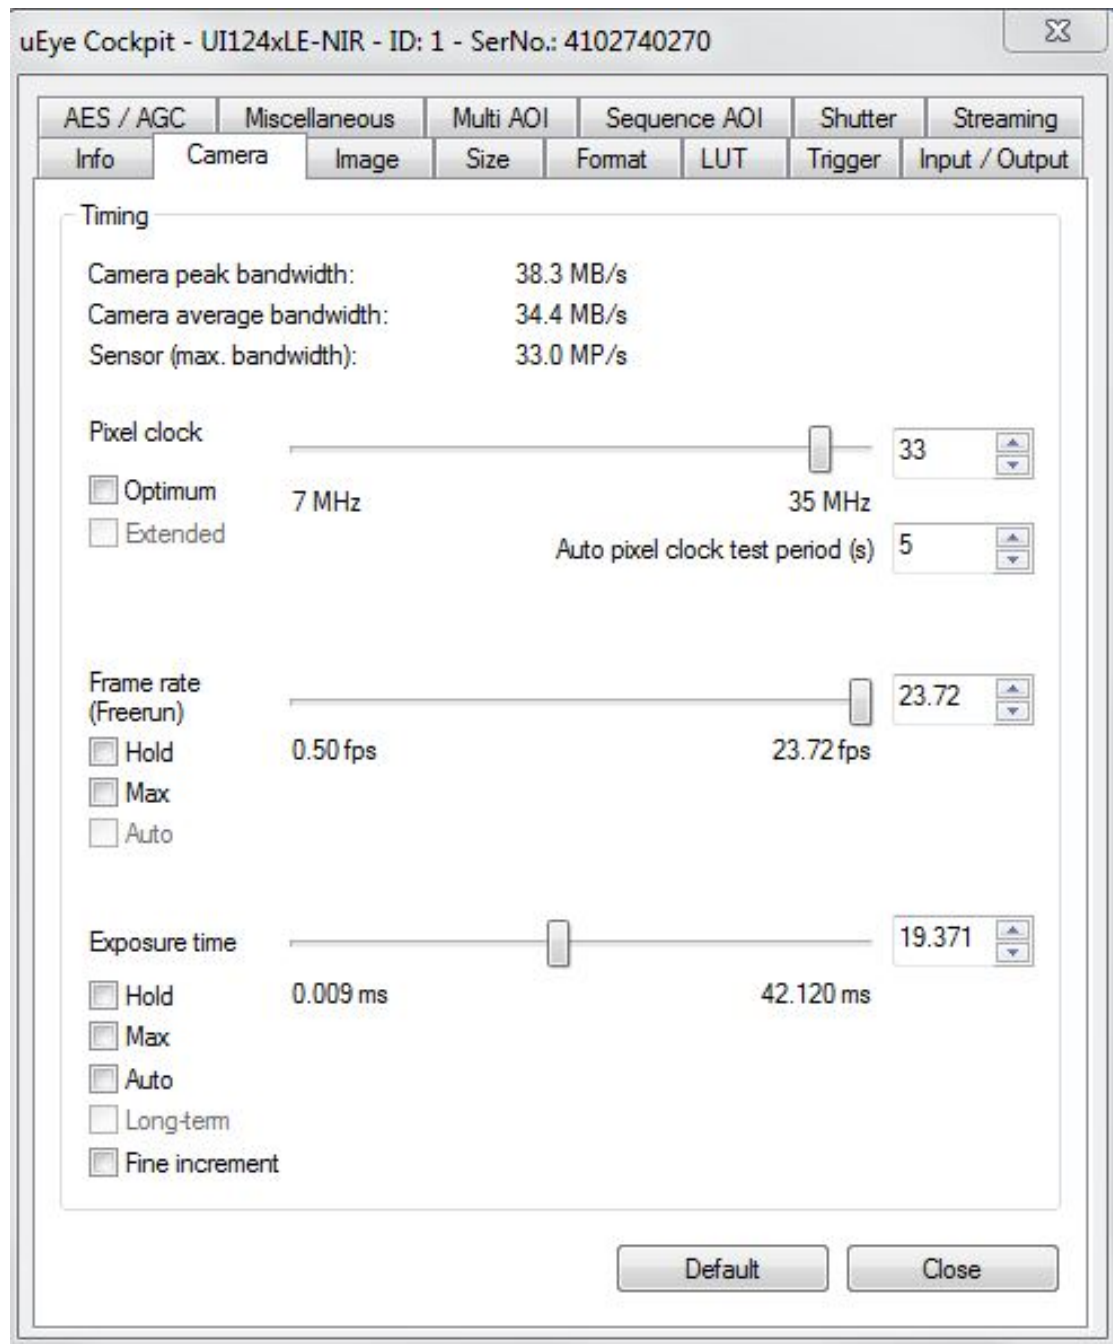 uEye Cockpit - UI124xLE-NIR - ID: 1 - SerNo.: 4102740270
AES / AGC Miscellaneous Multi AOI Sequence AOI Shutter Streaming
Info Camera Image Size Format LUT Trigger Input / Output
Timing
Camera peak bandwidth: 38.3 MB/s
Camera average bandwidth: 34.4 MB/s
Sensor (max. bandwidth): 33.0 MP/s
Pixel clock 33
Optimum 7 MHz 35 MHz
Extended Auto pixel clock test period (s) 5
Frame rate 23.72
(Freerun)
Hold 0.50 fps 23.72 fps
Max
Auto
Exposure time 19.371
Hold 0.009 ms 42.120 ms
Max
Auto
Long-term
Fine increment
Default Close